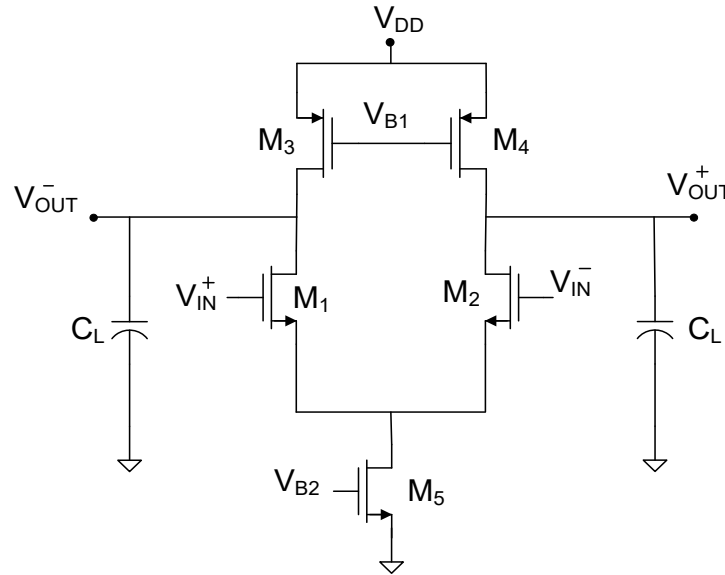 V_DD
M_3
V_B1
M_4
V_OUT^-
V_OUT^+
V_IN^+
M_1
M_2
V_IN^-
C_L
C_L
V_B2
M_5